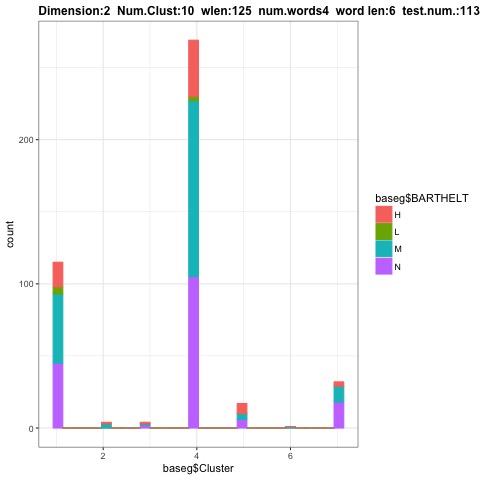 Dimension:2 Num.Clust:10 wlen:125 num.words4 word len:6 test.num.:113
200
100
0
count
2 4 6
baseg$Cluster
baseg$BARTHELT
H
L
M
N